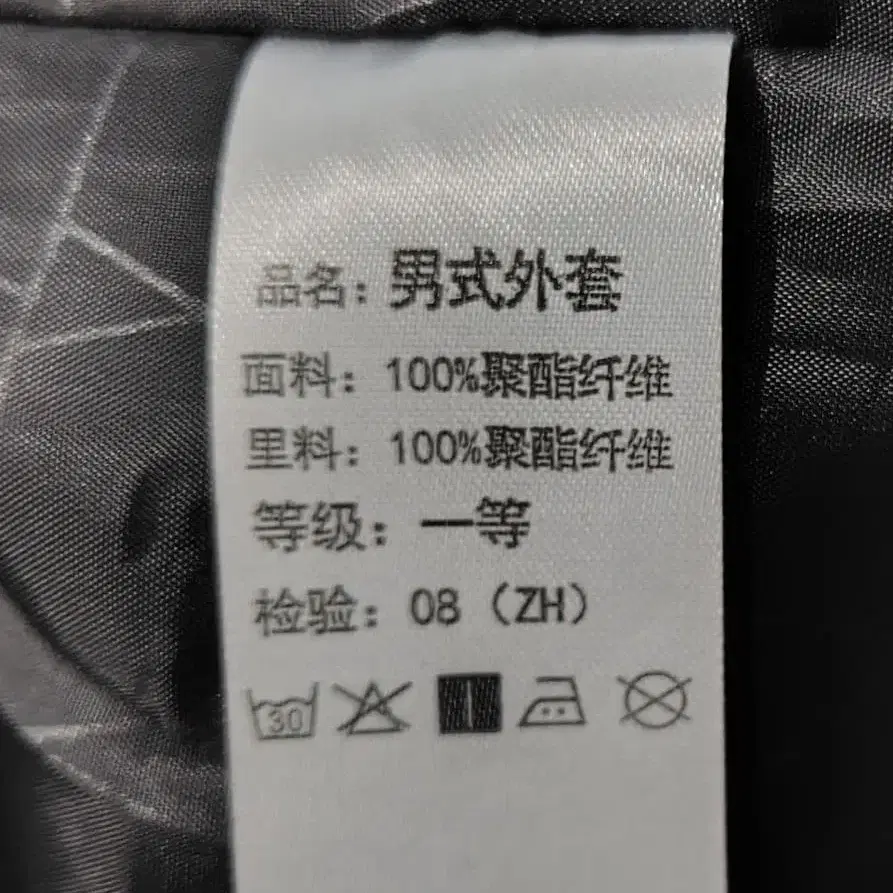 品名：男式外套
面料：100%聚酯纤维
里料：100%聚酯纤维
等级：一等
检验：08（ZH）
30